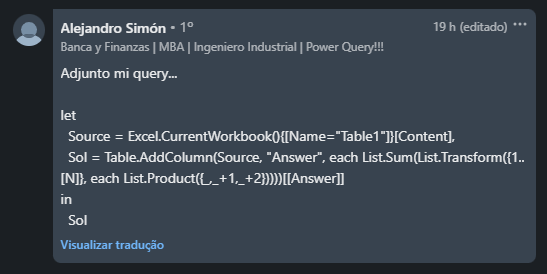 Alejandro Simón • 1º
19 h (editado) •••
Banca y Finanzas | MBA | Ingeniero Industrial | Power Query!!!
Adjunto mi query...
let
Source = Excel.CurrentWorkbook(){[Name="Table1"]}[Content],
Sol = Table.AddColumn(Source, "Answer", each List.Sum(List.Transform({1..
[N]}, each List.Product({_,_+1,_+2}))))[[Answer]]
in
Sol
Visualizar tradução